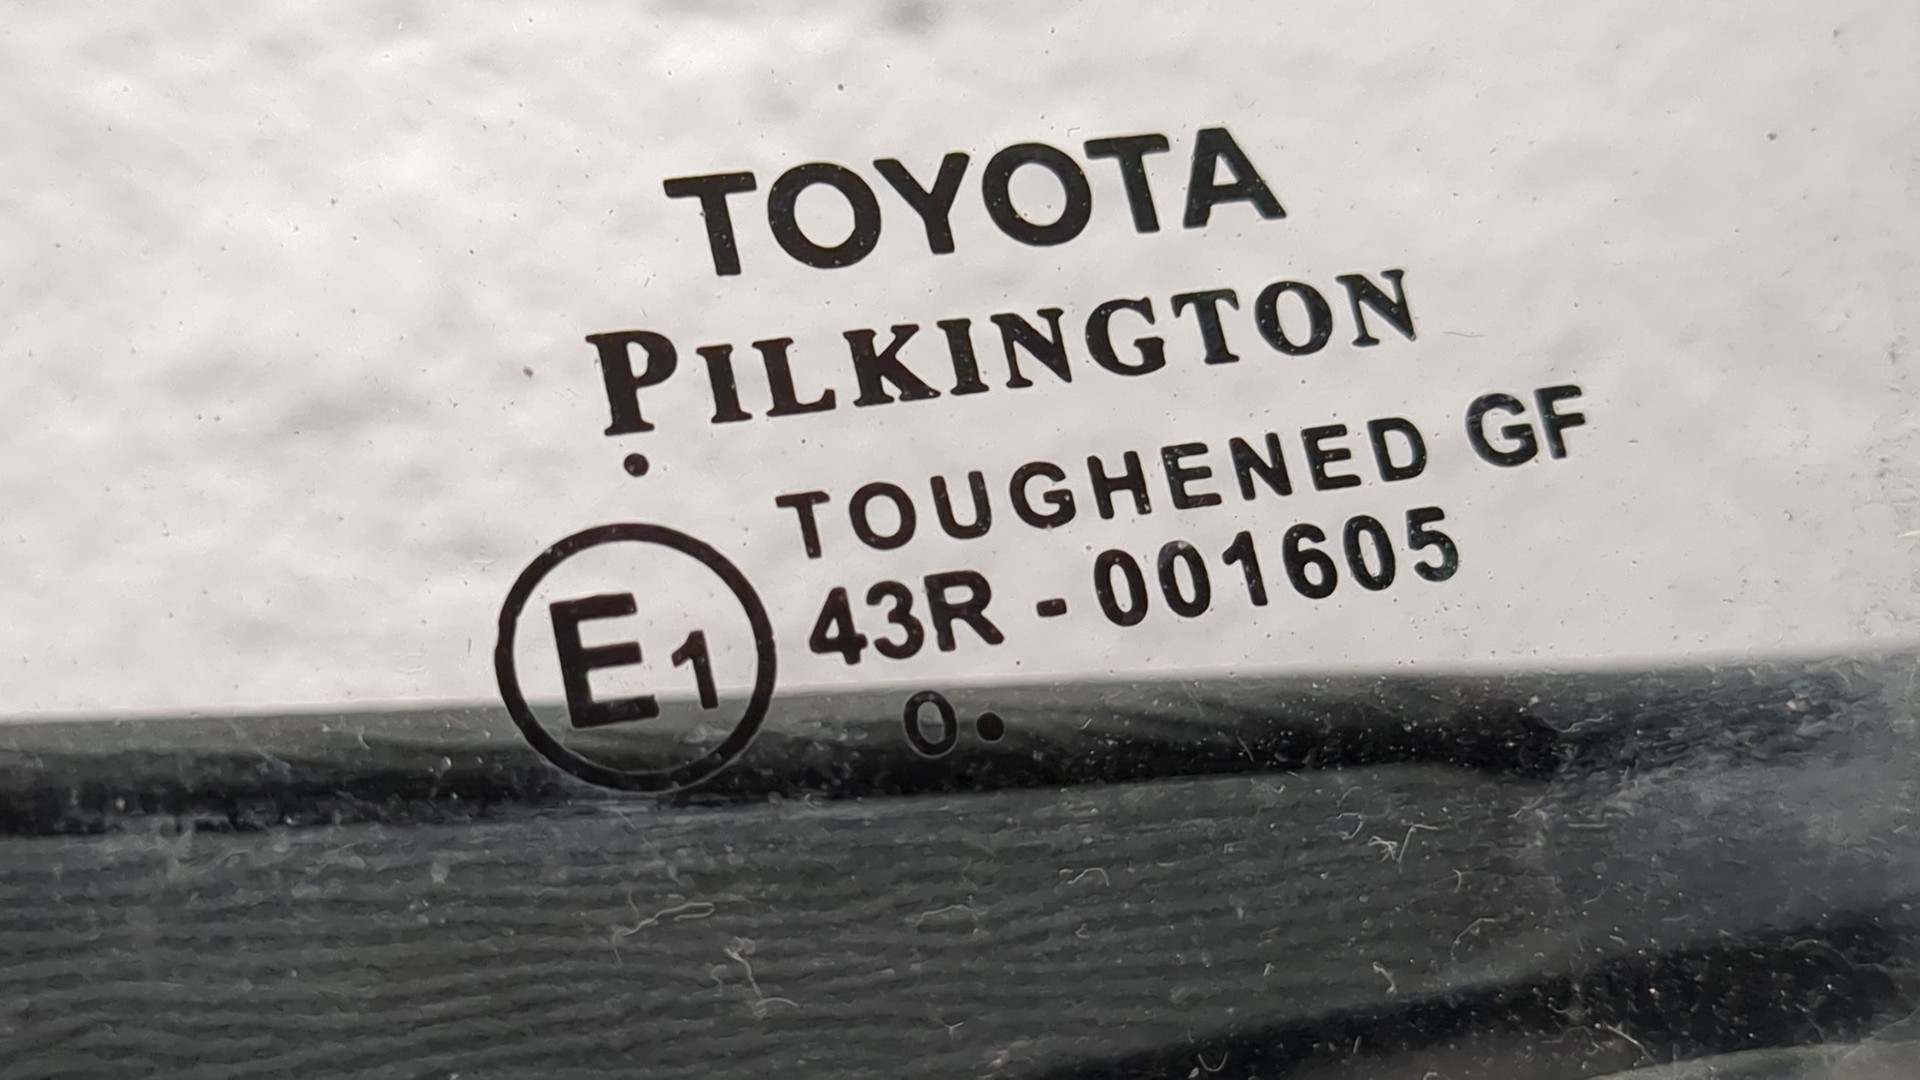 TOYOTA
PILKINGTON
.
TOUGHENED GF
E1 43R - 001605
0.